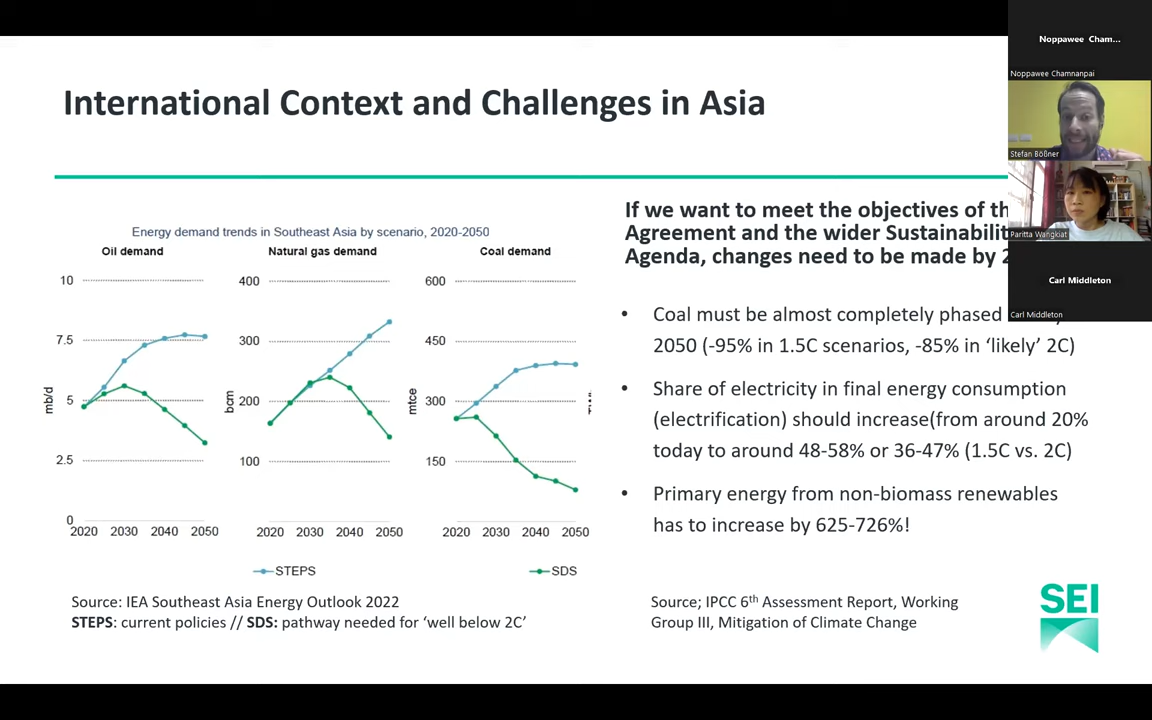 International Context and Challenges in Asia
Noppawee Cham...
Noppawee Chamnanpai
Stefan Bößner
Paritta Wangkiat
Carl Middleton
Carl Middleton
Energy demand trends in Southeast Asia by scenario, 2020-2050
Oil demand
Natural gas demand
Coal demand
10
7.5
5
2.5
0
mb/d
2020 2030 2040 2050
400
300
200
100
bcm
2020 2030 2040 2050
600
450
300
150
mtce
2020 2030 2040 2050
STEPS
SDS
Source: IEA Southeast Asia Energy Outlook 2022
STEPS: current policies // SDS: pathway needed for ‘well below 2C’
If we want to meet the objectives of
Agreement and the wider
Agenda, changes need to be made by
• Coal must be almost completely phased
2050 (-95% in 1.5C scenarios, -85% in ‘likely’ 2C)
• Share of electricity in final energy consumption
(electrification) should increase(from around 20%
today to around 48-58% or 36-47% (1.5C vs. 2C)
• Primary energy from non-biomass renewables
has to increase by 625-726%!
Source; IPCC 6th Assessment Report, Working
Group III, Mitigation of Climate Change
SEI